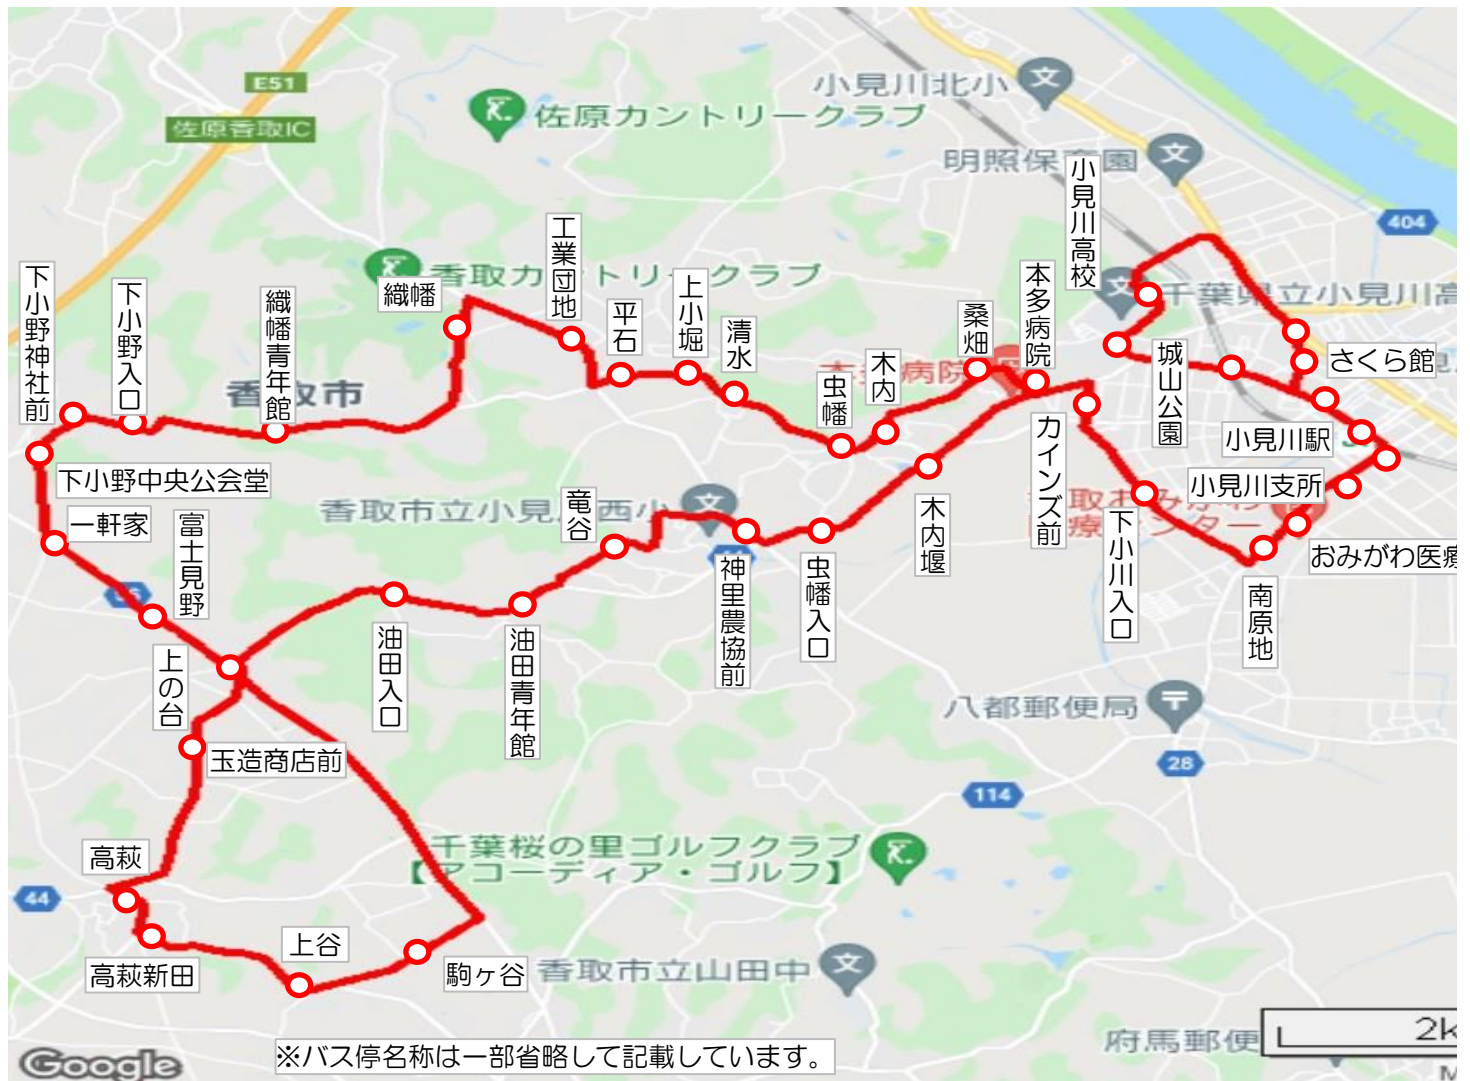 E51
佐原香取IC
佐原カントリークラブ
小見川北小
明照保育園
404
小見川高校
千葉県立小見川高
香取カントリークラブ
香取市
下小野神社前
下小野入口
織幡青年館
織幡
工業団地
平石
上小堀
清水
虫幡
木内
桑畑
本多病院
城山公園
さくら館
小見川駅
小見川支所
おみがわ医療
南原地
下小川入口
カインズ前
木内堰
虫幡入口
神里農協前
竜谷
油田青年館
油田入口
香取市立小見川西小
下小野中央公会堂
一軒家
富士見野
上の台
玉造商店前
高萩
高萩新田
上谷
駒ヶ谷
八都郵便局
28
114
44
千葉桜の里ゴルフクラブ
【アコーディア・ゴルフ】
香取市立山田中
府馬郵便
2k
Google
※バス停名称は一部省略して記載しています。